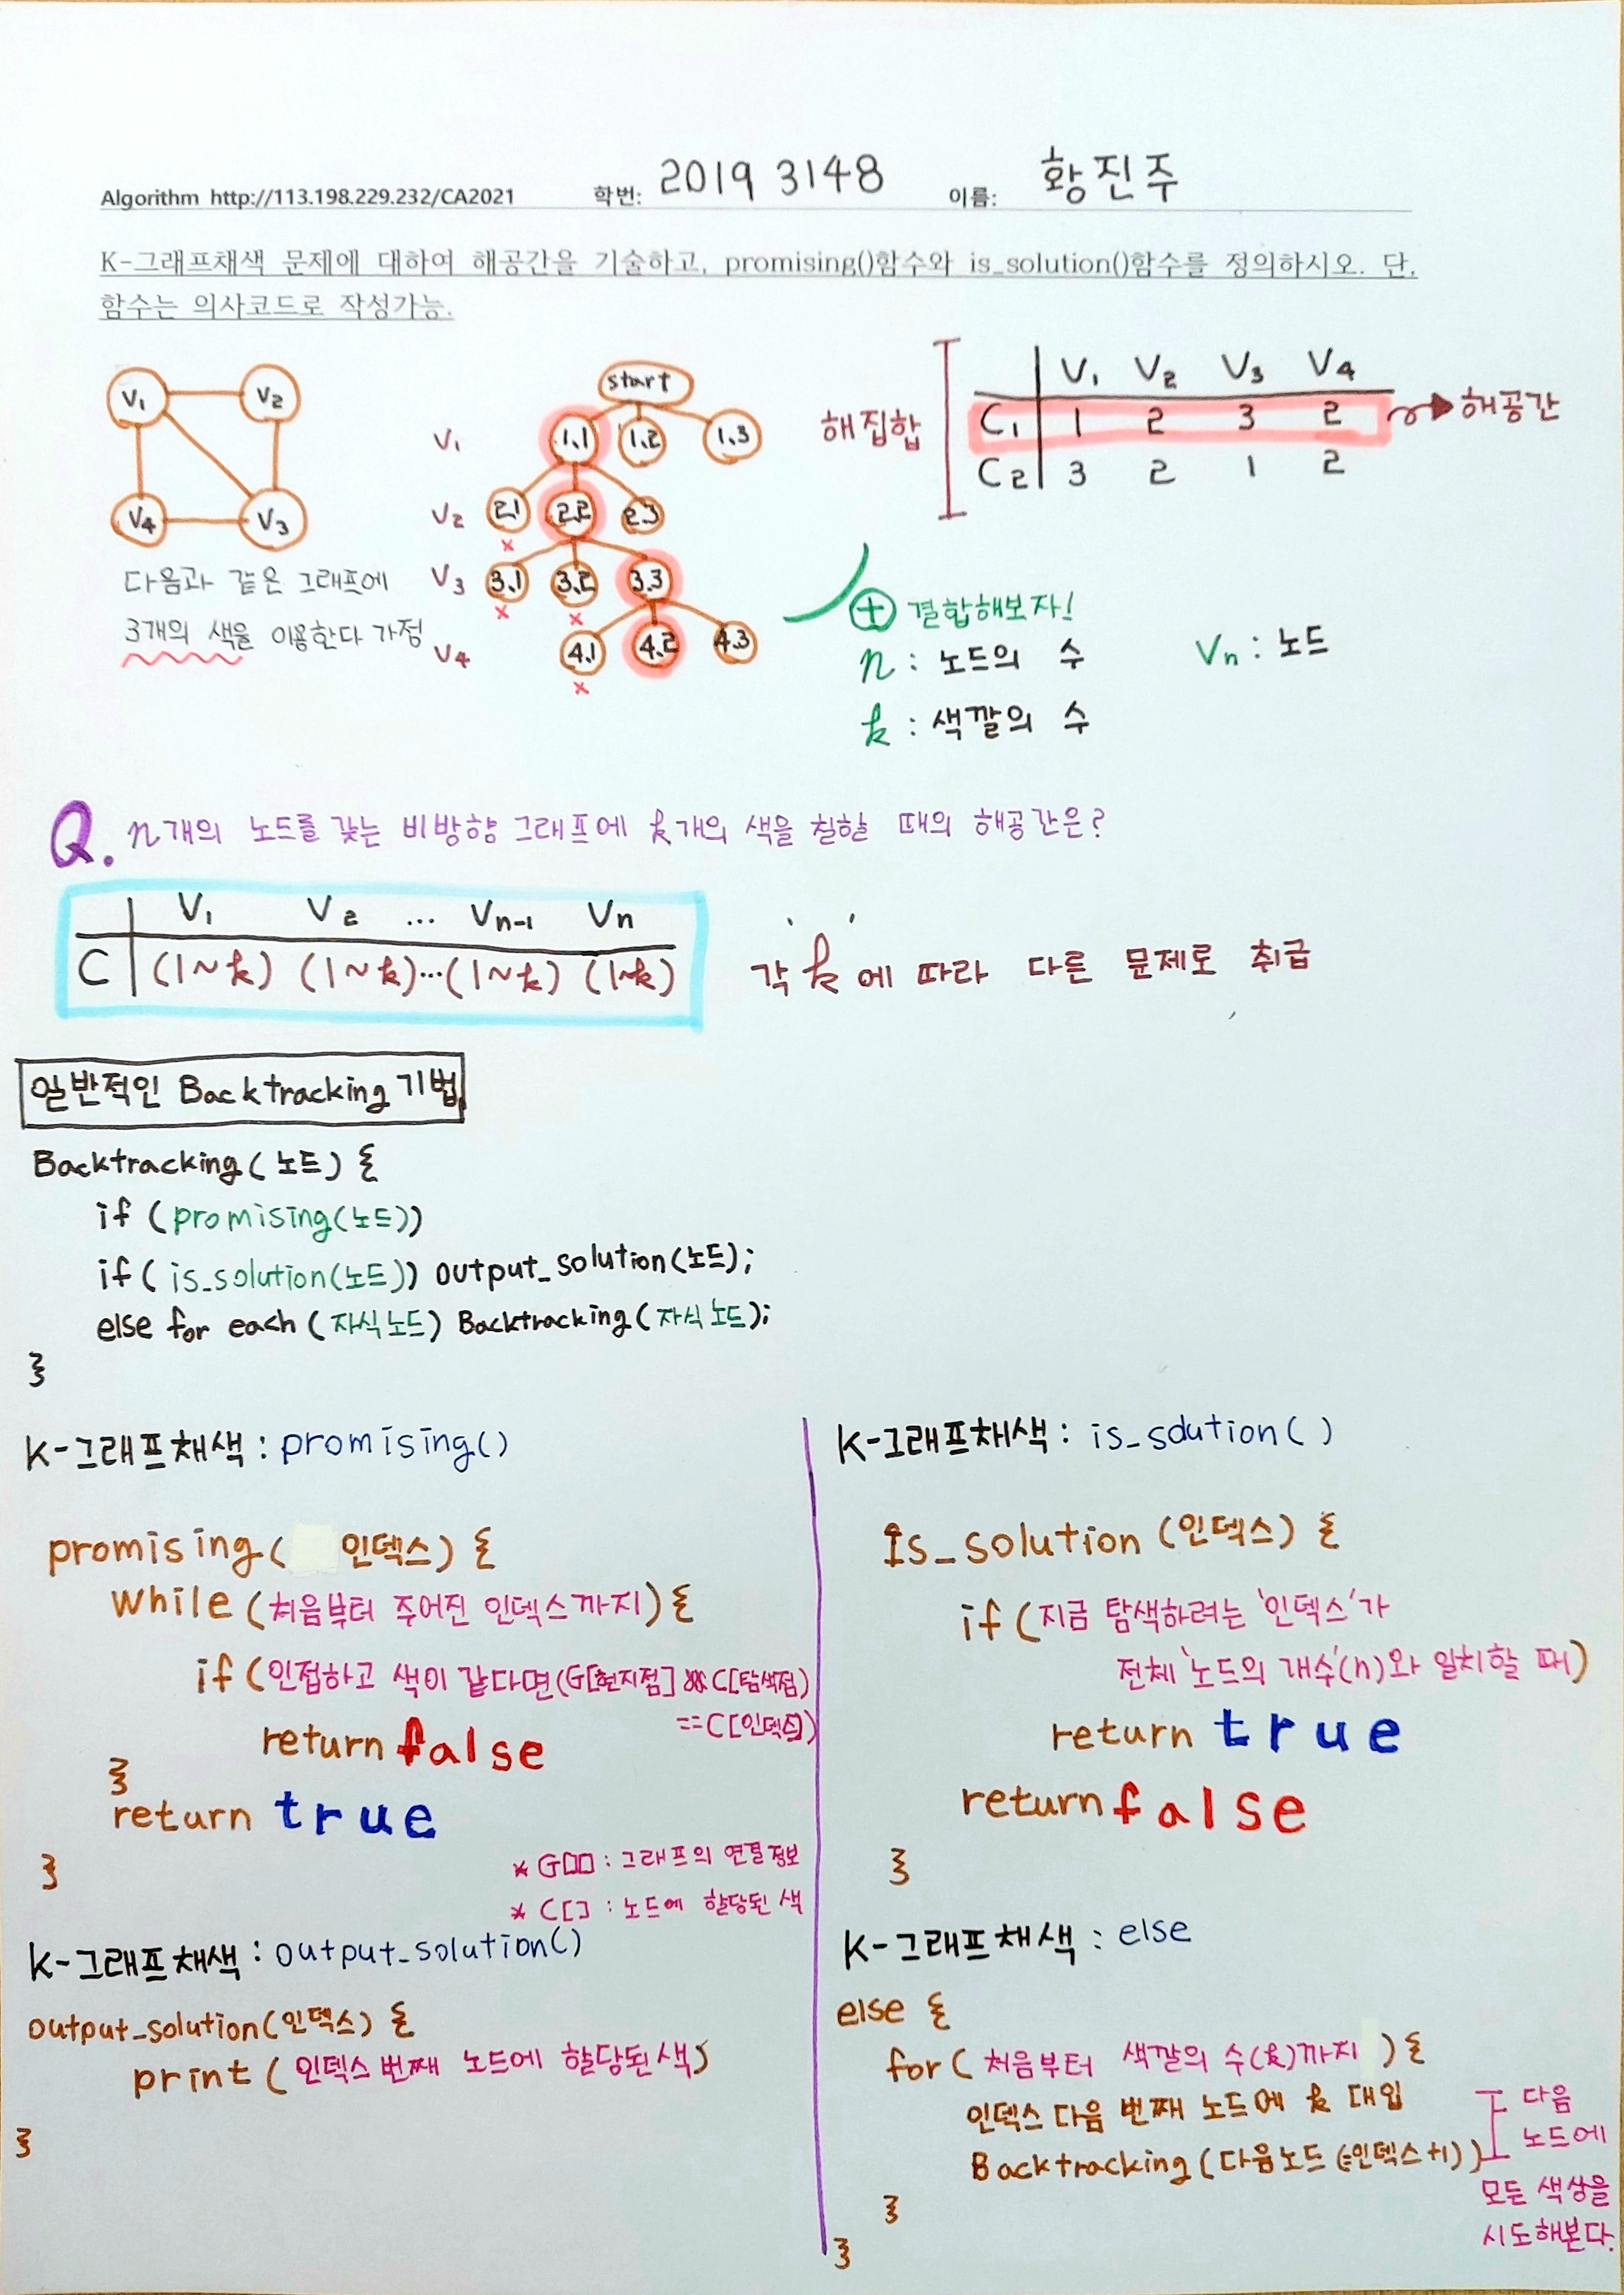 Algorithm http://113.198.229.232/CA2021 학번: 2019 3148 이름: 황진주
K-그래프채색 문제에 대하여 해공간을 기술하고, promising()함수와 is_solution()함수를 정의하시오. 단,
함수는 의사코드로 작성가능.
V1 V2
V4 V3
다음과 같은 그래프에
3개의 색을 이용한다 가정
start
V1 1.1 1.2 1.3
V2 2.1 2.2 2.3
x
V3 3.1 3.2 3.3
x x
V4 4.1 4.2 4.3
x
해집합
V1 V2 V3 V4
C1 1 2 3 2 해공간
C2 3 2 1 2
+ 결합해보자!
n : 노드의 수 Vn : 노드
k : 색깔의 수
Q. n개의 노드를 갖는 비방향 그래프에 k개의 색을 칠할 때의 해공간은?
V1 V2 ... Vn-1 Vn
C (1~k) (1~k)...(1~k) (1~k)
각 'k'에 따라 다른 문제로 취급
일반적인 Backtracking 기법
Backtracking(노드) {
if (promising(노드))
if( is_solution(노드)) output_solution(노드);
else for each (자식노드) Backtracking(자식노드);
}
K-그래프채색 : promising()
promising( 인덱스) {
While (처음부터 주어진 인덱스까지) {
if (인접하고 색이 같다면(G[현지점] && C[탐색점]
==C[인덱스]))
return false
}
return true
}
* G[][] : 그래프의 연결정보
* C[] : 노드에 할당된 색
K-그래프채색 : output_solution()
output_solution(인덱스) {
print ( 인덱스 번째 노드에 할당된 색)
}
K-그래프채색 : is_solution()
Is_solution (인덱스) {
if (지금 탐색하려는 '인덱스'가
전체 '노드의 개수'(n)와 일치할 때)
return true
return false
}
K-그래프채색 : else
else {
for ( 처음부터 색깔의 수(k)까지 ) {
인덱스 다음 번째 노드에 k 대입
Backtracking (다음노드 (=인덱스+1))
}
}
다음
노드에
모든 색상을
시도해본다.